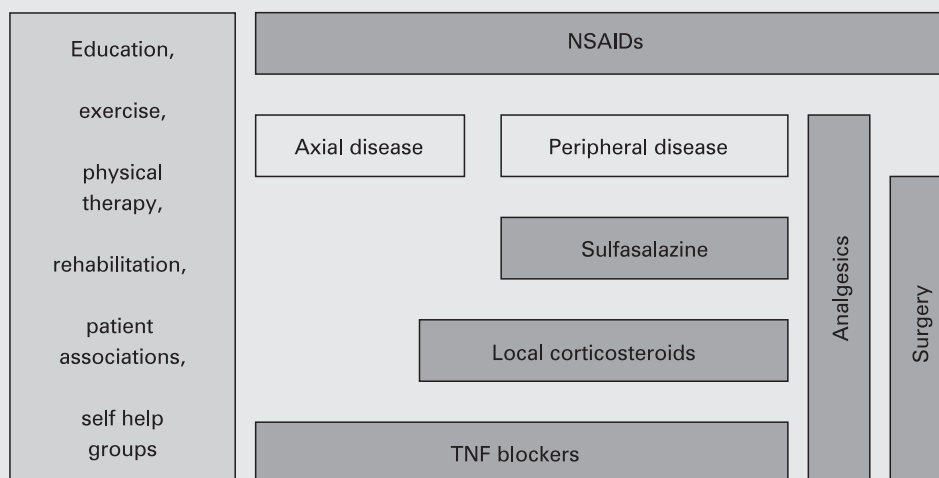 Education,
exercise,
physical
therapy,
rehabilitation,
patient
associations,
self help
groups
NSAIDs
Axial disease
Peripheral disease
Sulfasalazine
Local corticosteroids
TNF blockers
Analgesics
Surgery